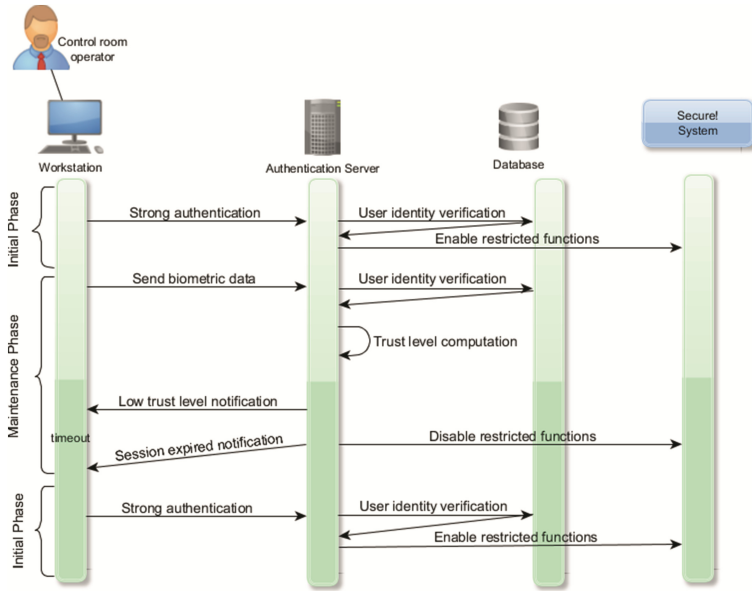 Control room
operator
Secure!
System
Workstation
Authentication Server
Database
Initial Phase
Strong authentication
User identity verification
Enable restricted functions
Maintenance Phase
Send biometric data
User identity verification
Trust level computation
Low trust level notification
timeout
Session expired notification
Disable restricted functions
Initial Phase
Strong authentication
User identity verification
Enable restricted functions